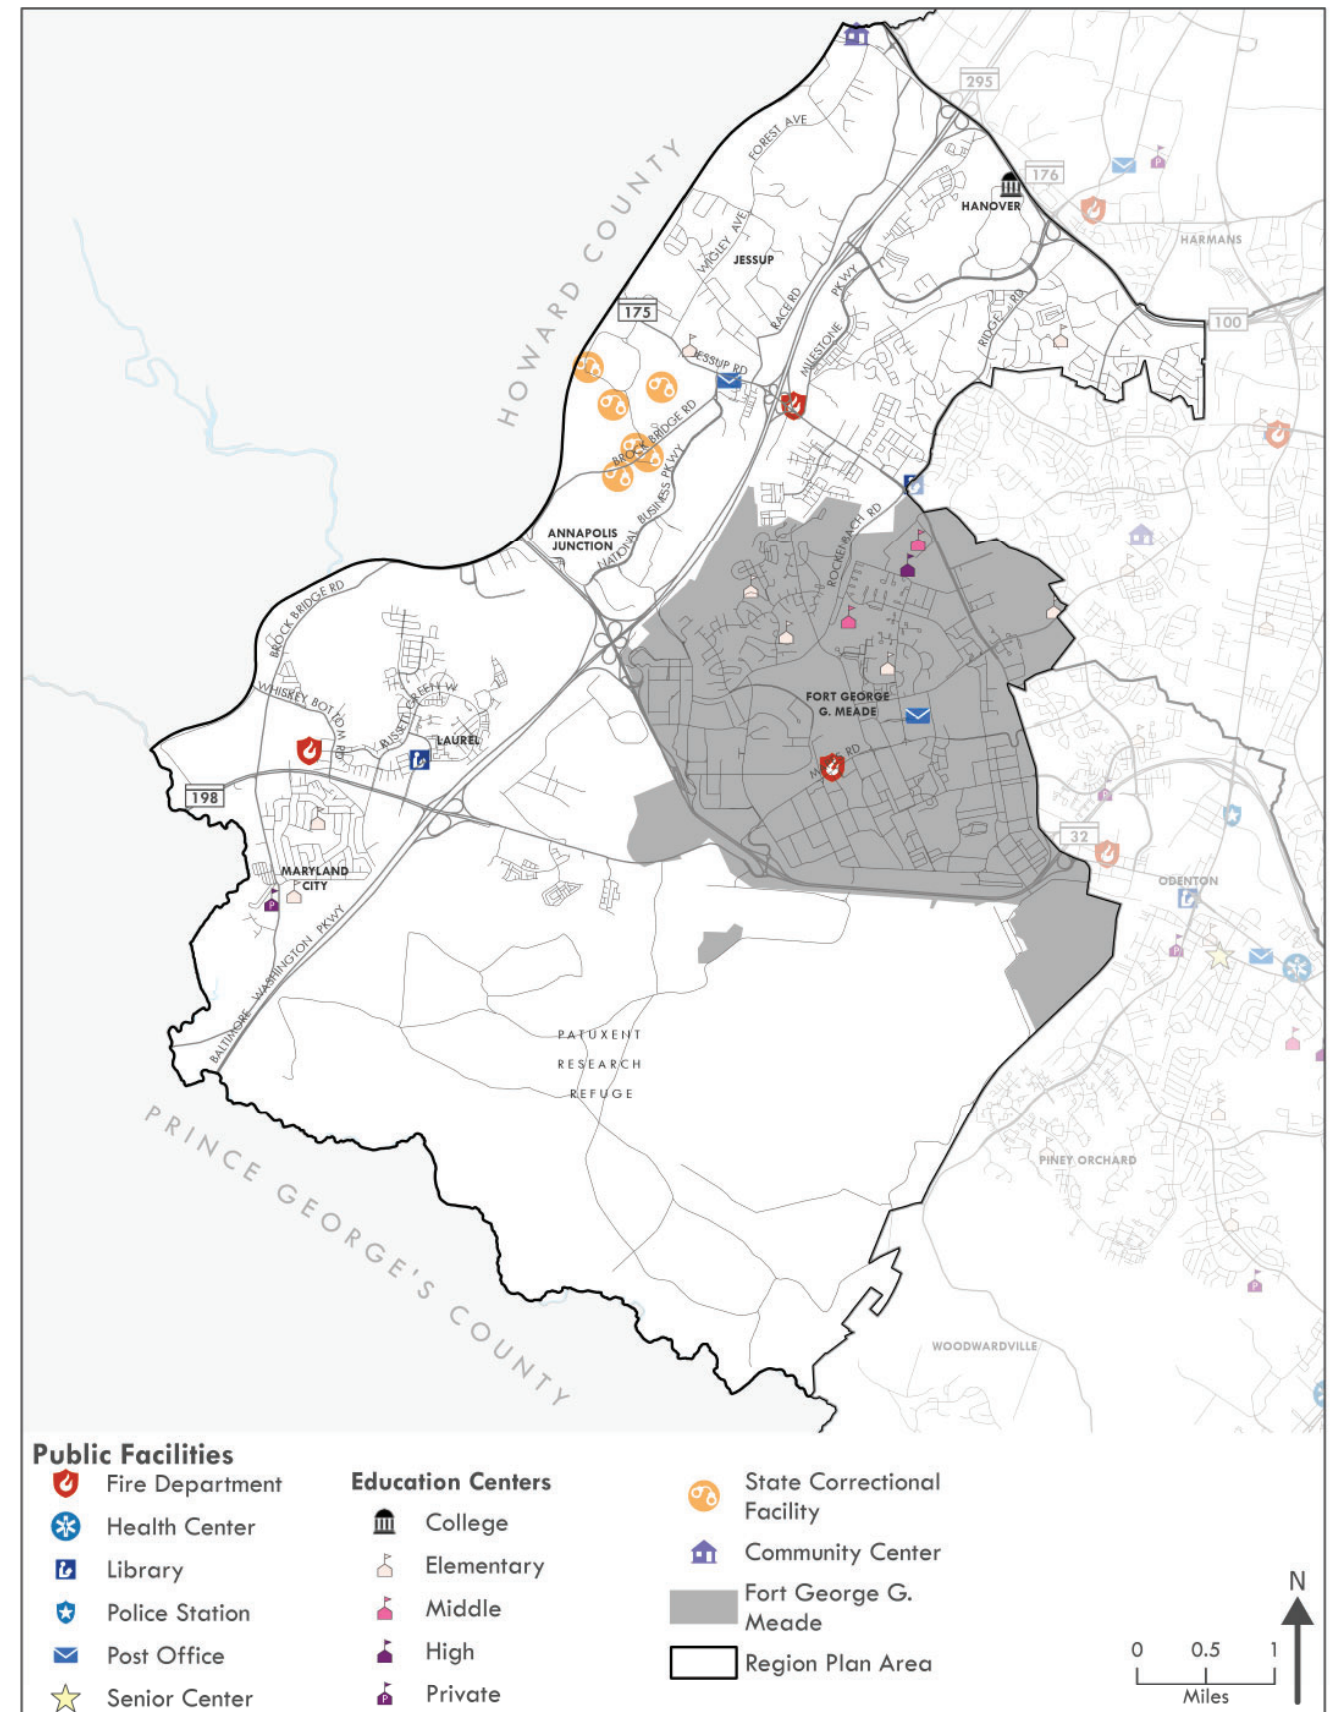 295
FOREST AVE
176
HANOVER
HARMANS
HOWARD COUNTY
WIGLEY AVE
JESSUP
175
RACE RD
PKWY
MILESTONE
RIDGE RD
100
ESSUP RD
BROCK BRIDGE RD
NATIONAL BUSINESS PKWY
ANNAPOLIS
JUNCTION
ROCKENBACH RD
BROCK BRIDGE RD
WHISKEY BOTTOM RD
RUSSETT GREEN W
LAUREL
FORT GEORGE
G. MEADE
RD
198
32
MARYLAND
CITY
ODENTON
BALTIMORE WASHINGTON PKWY
PATUXENT
RESEARCH
REFUGE
PRINCE GEORGE'S COUNTY
PINEY ORCHARD
WOODWARDVILLE
Public Facilities
Fire Department
Health Center
Library
Police Station
Post Office
Senior Center
Education Centers
College
Elementary
Middle
High
P Private
State Correctional
Facility
Community Center
Fort George G.
Meade
Region Plan Area
N
0 0.5 1
Miles